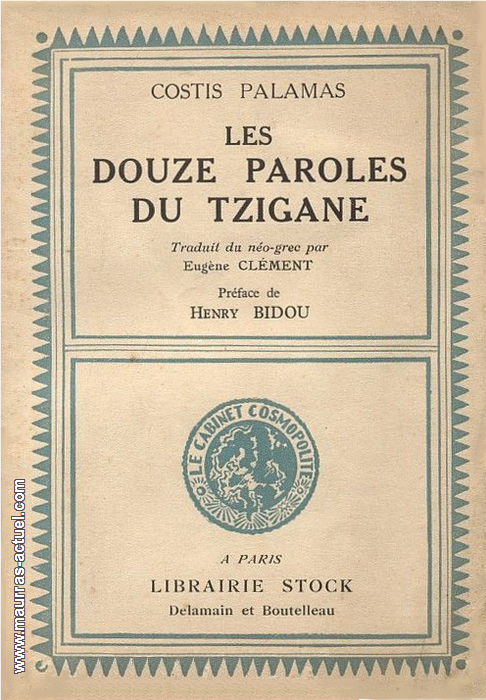 COSTIS PALAMAS
LES
DOUZE PAROLES
DU TZIGANE
Traduit du néo-grec par
Eugène CLÉMENT
Préface de
HENRY BIDOU
LE CABINET COSMOPOLITE
A PARIS
LIBRAIRIE STOCK
Delamain et Boutelleau
www.maurras-actuel.com